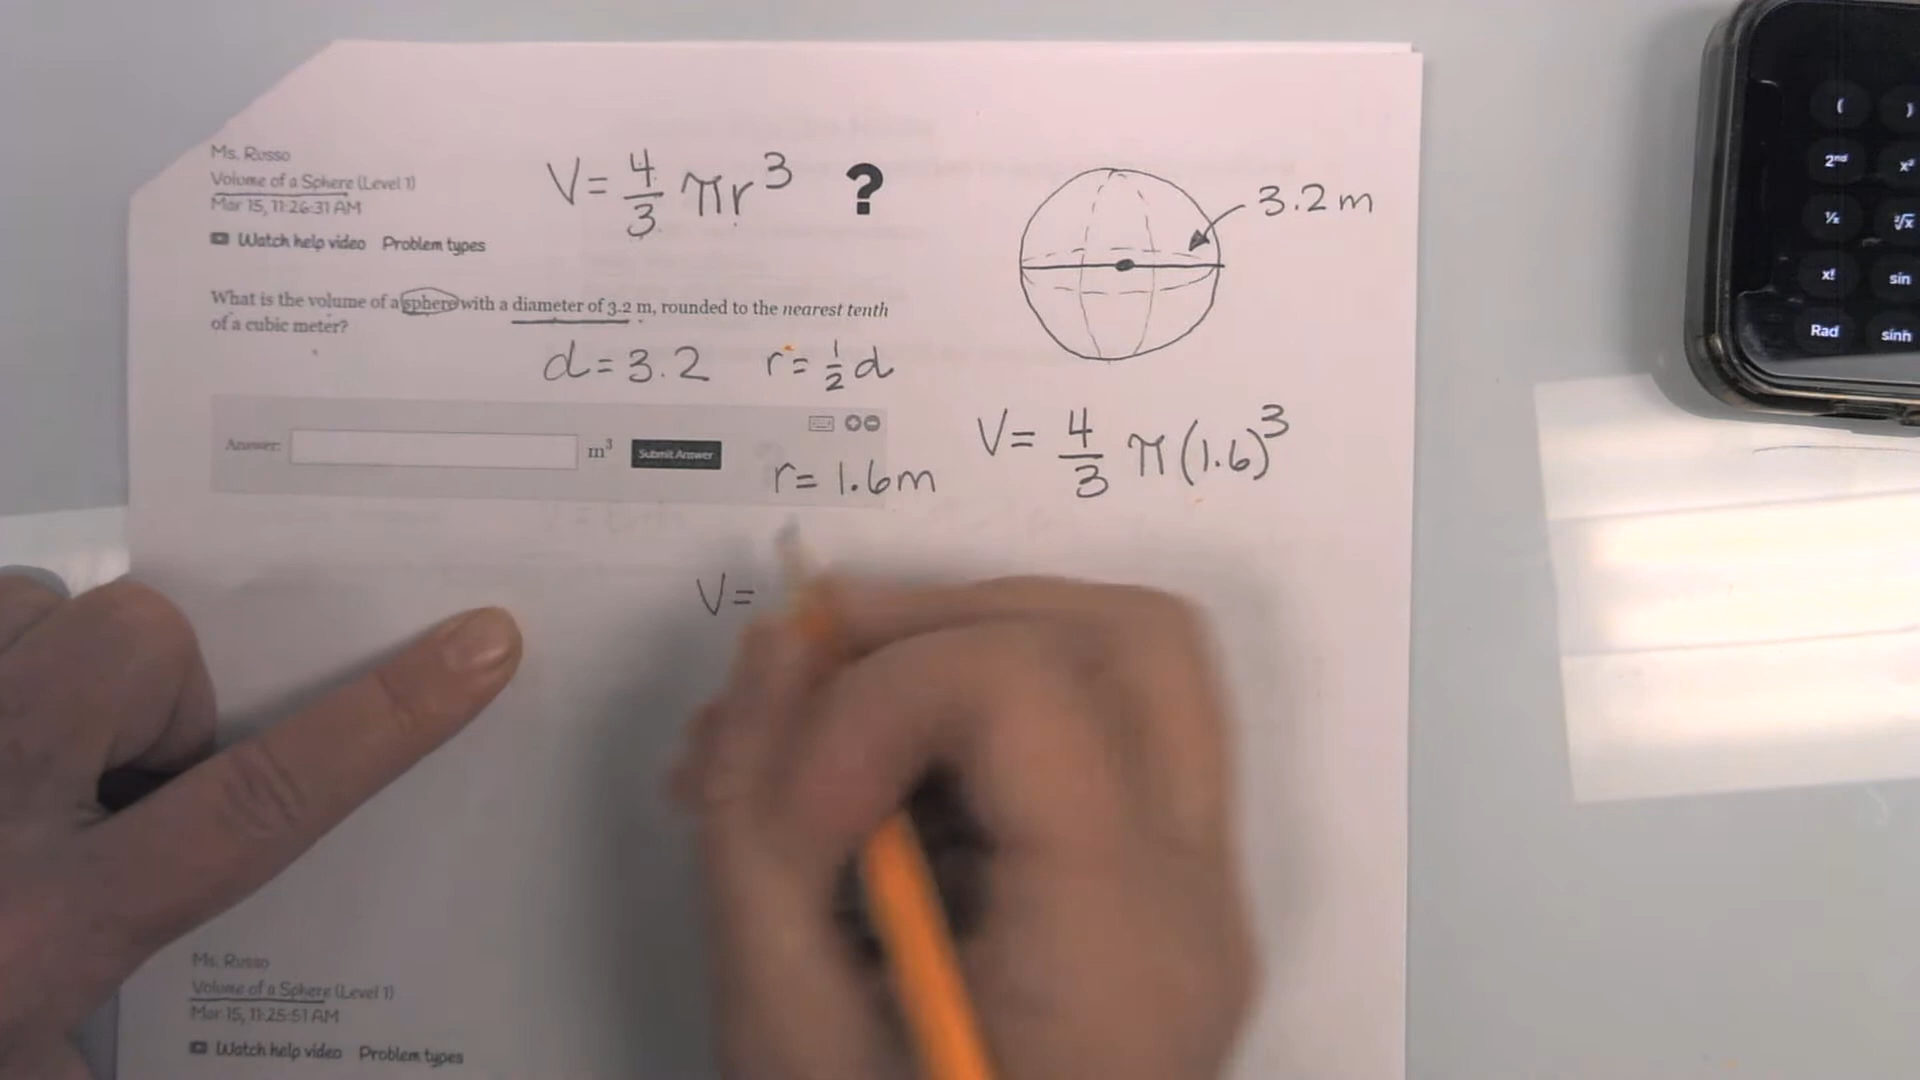 Ms. Russo
Volume of a Sphere (Level 1)
Mar 15, 11:26:31 AM
Watch help video Problem types
V = 4/3 πr³ ?
3.2 m
What is the volume of a sphere with a diameter of 3.2 m, rounded to the nearest tenth
of a cubic meter?
d = 3.2 r = 1/2 d
Answer: m³ Submit Answer
r = 1.6m
V = 4/3 π(1.6)³
V =
Ms. Russo
Volume of a Sphere (Level 1)
Mar 15, 11:25:51 AM
Watch help video Problem types
(
)
2nd
x²
¹/x
²√x
x!
sin
Rad
sinh